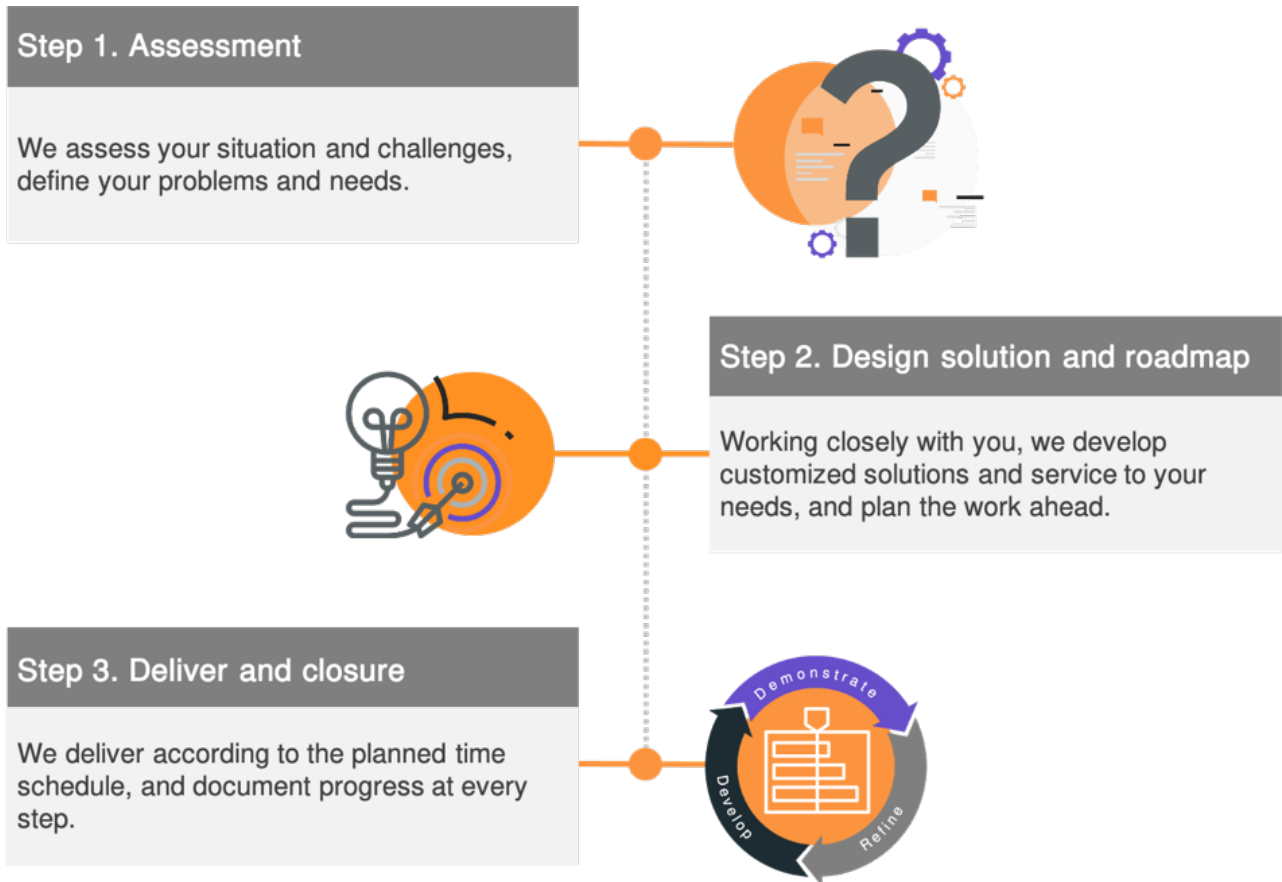 Step 1. Assessment
We assess your situation and challenges,
define your problems and needs.
Step 2. Design solution and roadmap
Working closely with you, we develop
customized solutions and service to your
needs, and plan the work ahead.
Step 3. Deliver and closure
We deliver according to the planned time
schedule, and document progress at every
step.
Demonstrate
Refine
Develop